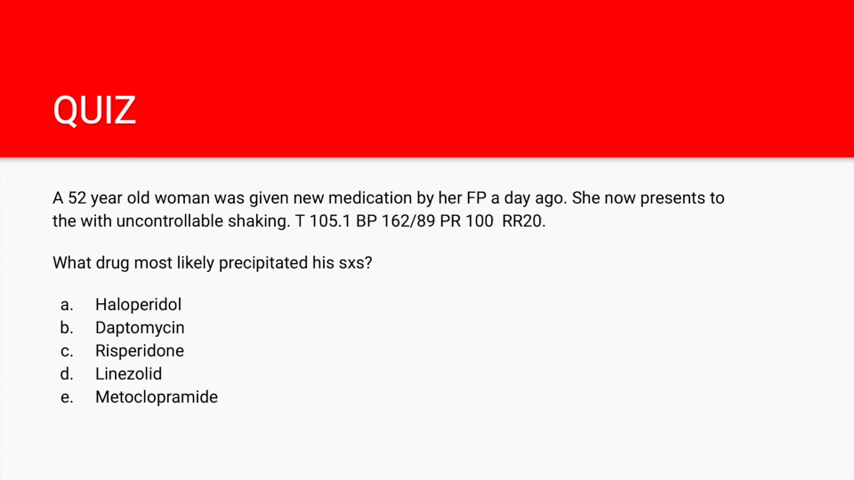 QUIZ
A 52 year old woman was given new medication by her FP a day ago. She now presents to
the with uncontrollable shaking. T 105.1 BP 162/89 PR 100  RR20.
What drug most likely precipitated his sxs?
a. Haloperidol
b. Daptomycin
c. Risperidone
d. Linezolid
e. Metoclopramide